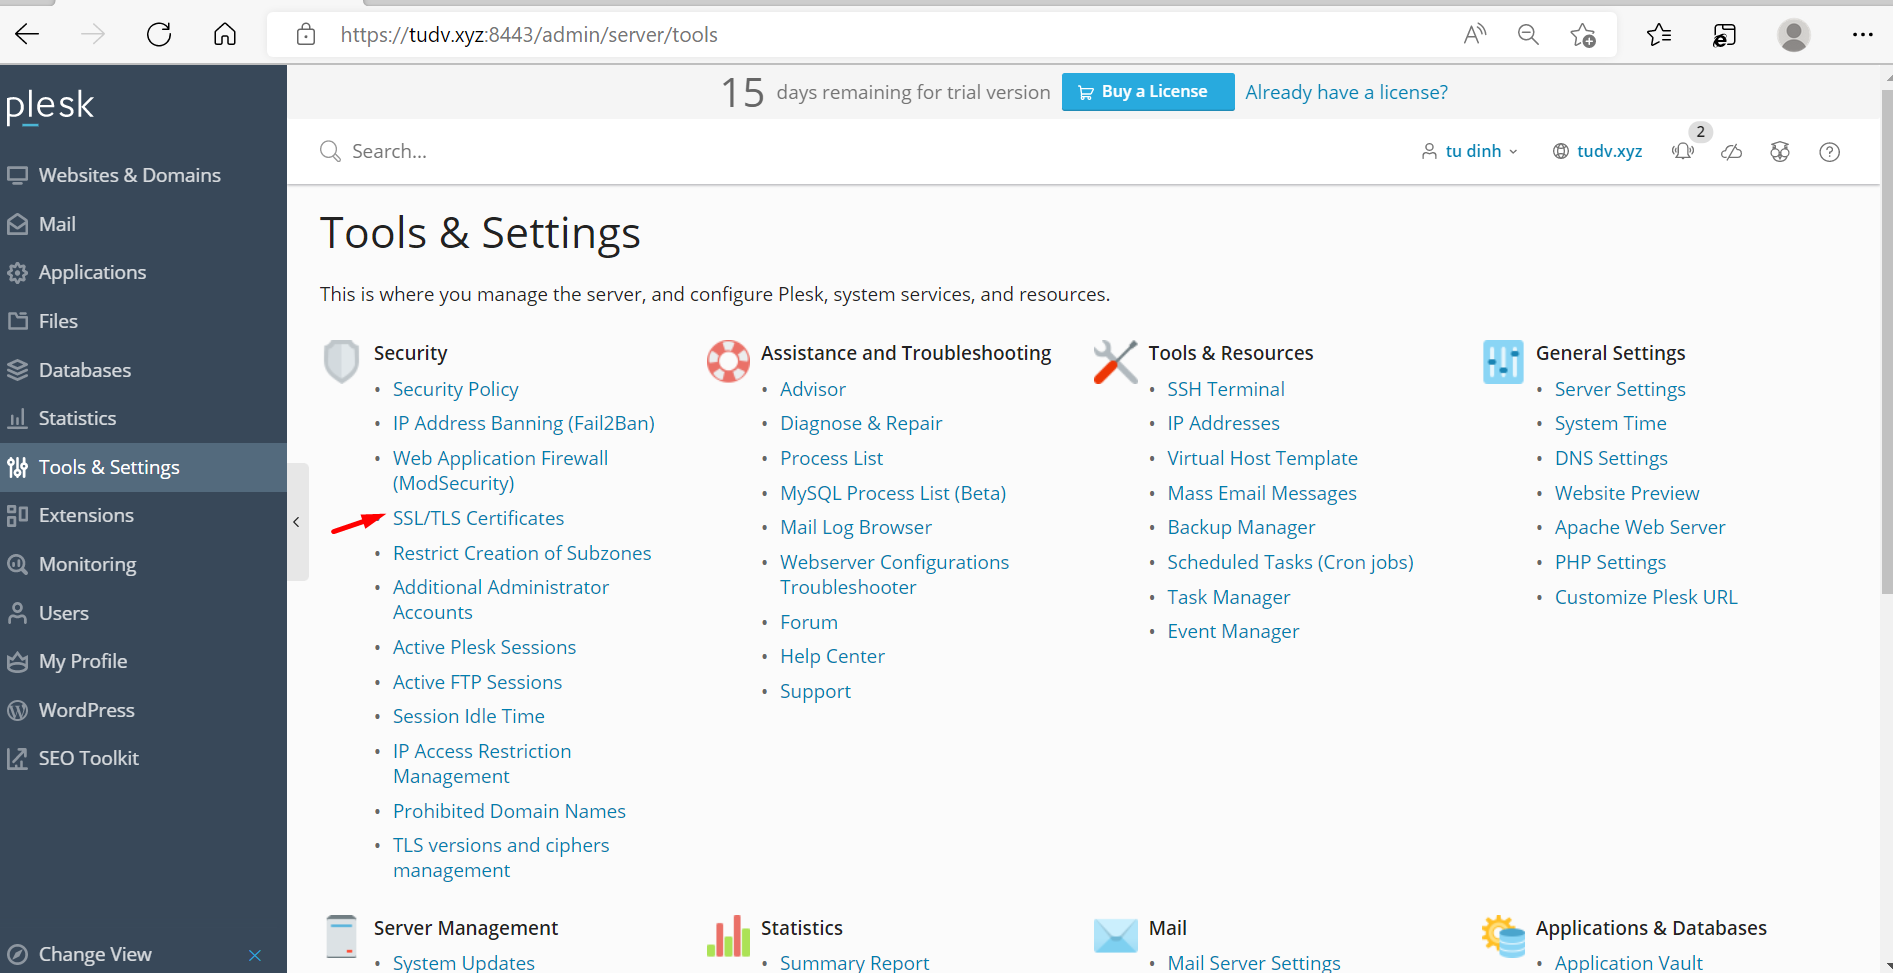 https://tudv.xyz:8443/admin/server/tools
plesk
15 days remaining for trial version Buy a License Already have a license?
Search...
tu dinh tudv.xyz 2
Websites & Domains
Mail
Applications
Files
Databases
Statistics
Tools & Settings
Extensions
Monitoring
Users
My Profile
WordPress
SEO Toolkit
Change View
Tools & Settings
This is where you manage the server, and configure Plesk, system services, and resources.
Security
Security Policy
IP Address Banning (Fail2Ban)
Web Application Firewall
(ModSecurity)
SSL/TLS Certificates
Restrict Creation of Subzones
Additional Administrator
Accounts
Active Plesk Sessions
Active FTP Sessions
Session Idle Time
IP Access Restriction
Management
Prohibited Domain Names
TLS versions and ciphers
management
Assistance and Troubleshooting
Advisor
Diagnose & Repair
Process List
MySQL Process List (Beta)
Mail Log Browser
Webserver Configurations
Troubleshooter
Forum
Help Center
Support
Tools & Resources
SSH Terminal
IP Addresses
Virtual Host Template
Mass Email Messages
Backup Manager
Scheduled Tasks (Cron jobs)
Task Manager
Event Manager
General Settings
Server Settings
System Time
DNS Settings
Website Preview
Apache Web Server
PHP Settings
Customize Plesk URL
Server Management
System Updates
Statistics
Summary Report
Mail
Mail Server Settings
Applications & Databases
Application Vault